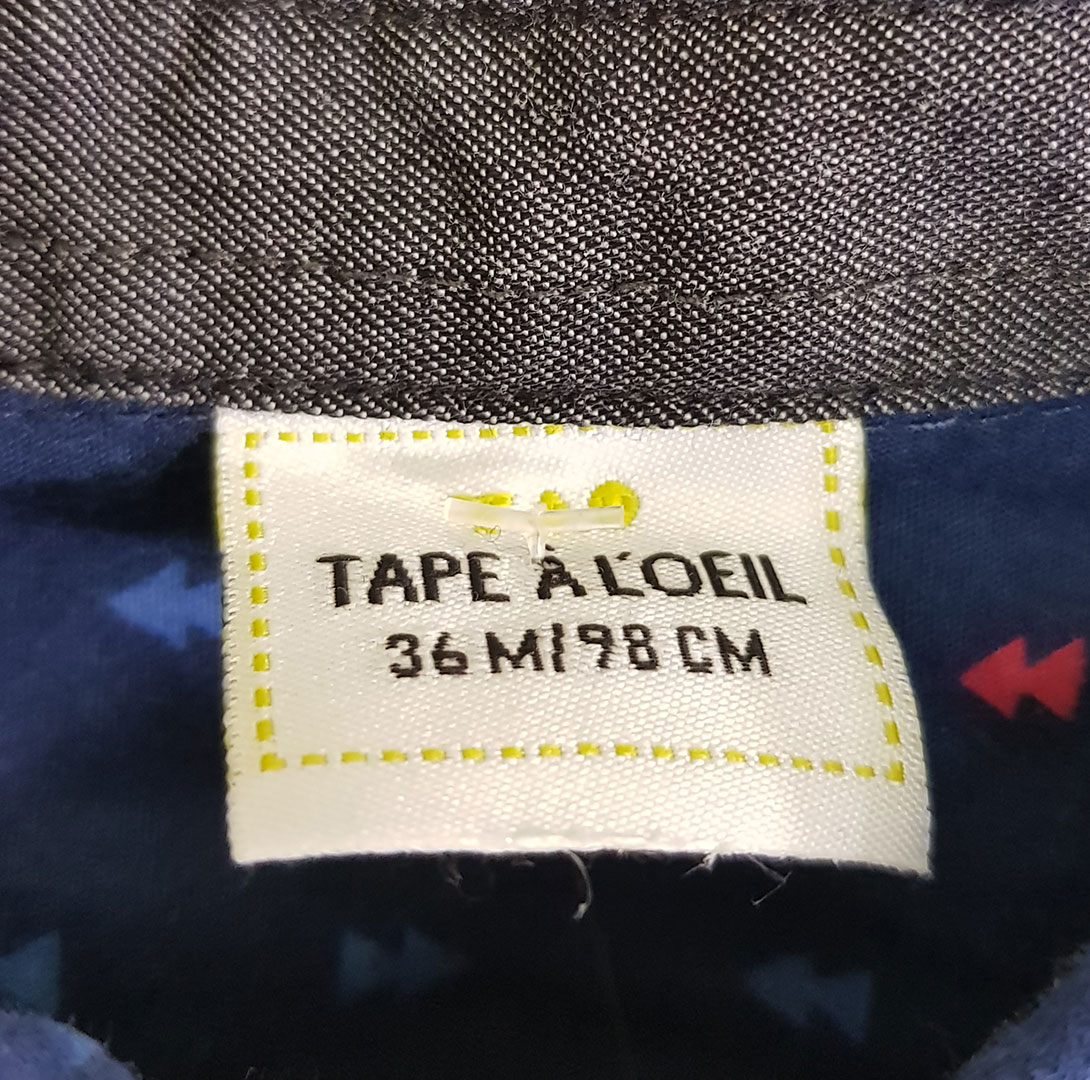 TAPE À L'OEIL
36 M/98 CM